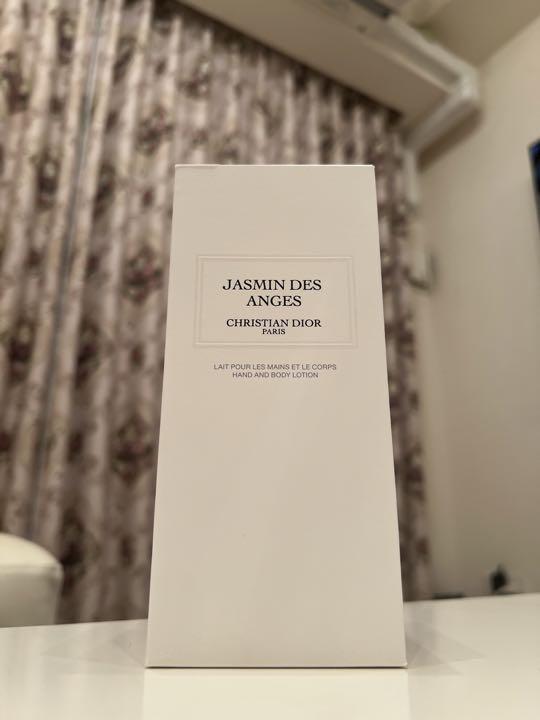 JASMIN DES
ANGES
CHRISTIAN DIOR
PARIS
LAIT POUR LES MAINS ET LE CORPS
HAND AND BODY LOTION